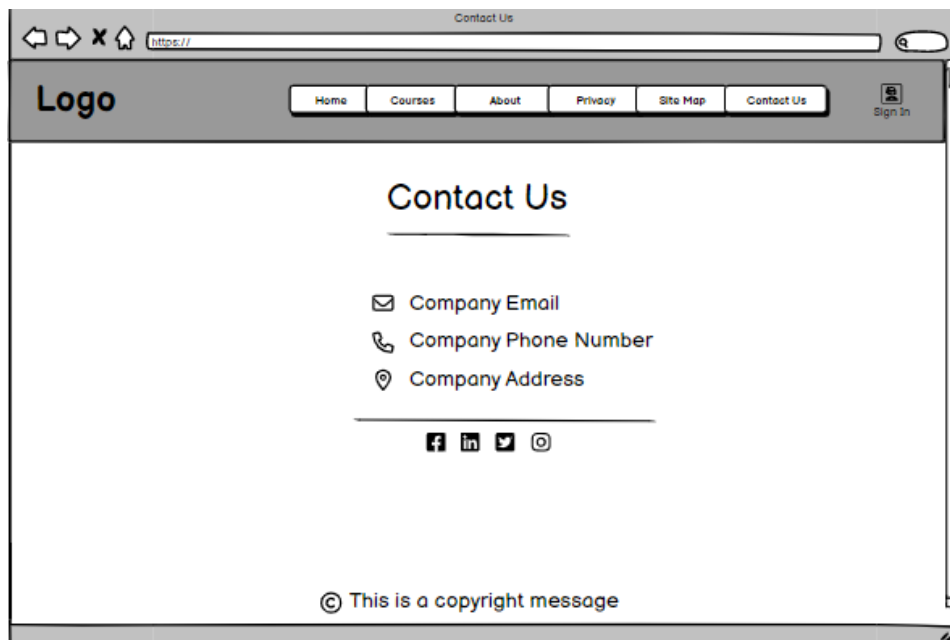 Contact Us
https://
Logo
Home Courses About Privacy Site Map Contact Us
Sign In
Contact Us
Company Email
Company Phone Number
Company Address
© This is a copyright message